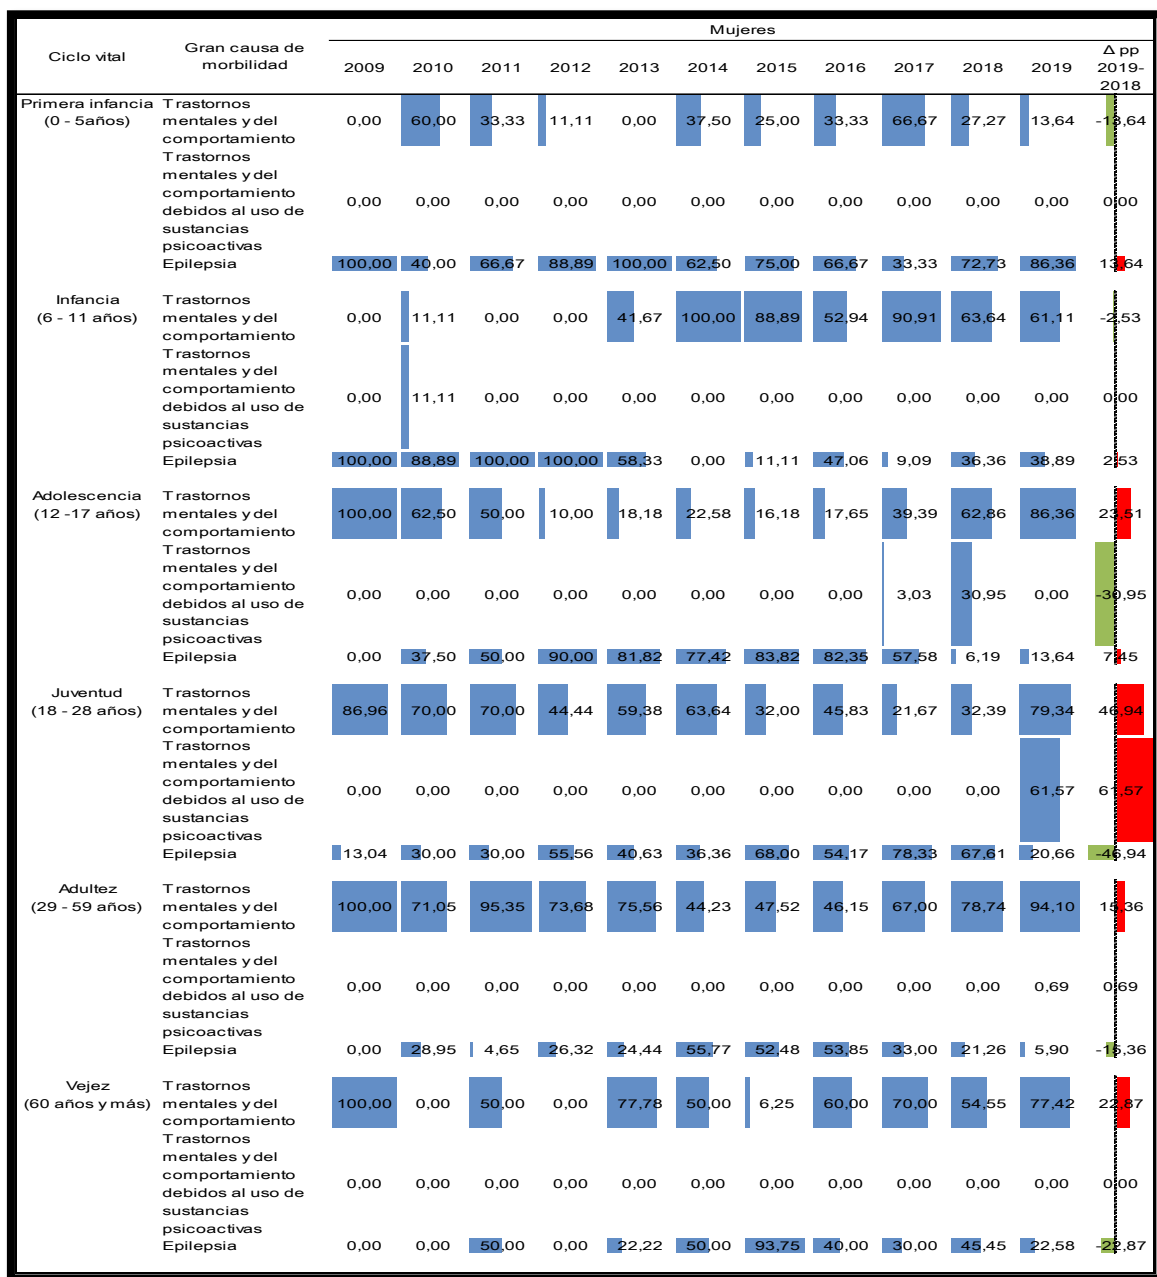 Mujeres
Ciclo vital Gran causa de morbilidad 2009 2010 2011 2012 2013 2014 2015 2016 2017 2018 2019 Δ pp 2019-2018
Primera infancia (0 - 5años) Trastornos mentales y del comportamiento 0,00 60,00 33,33 11,11 0,00 37,50 25,00 33,33 66,67 27,27 13,64 -13,64
Trastornos mentales y del comportamiento debidos al uso de sustancias psicoactivas 0,00 0,00 0,00 0,00 0,00 0,00 0,00 0,00 0,00 0,00 0,00 0,00
Epilepsia 100,00 40,00 66,67 88,89 100,00 62,50 75,00 66,67 33,33 72,73 86,36 13,64
Infancia (6 - 11 años) Trastornos mentales y del comportamiento 0,00 11,11 0,00 0,00 41,67 100,00 88,89 52,94 90,91 63,64 61,11 -2,53
Trastornos mentales y del comportamiento debidos al uso de sustancias psicoactivas 0,00 11,11 0,00 0,00 0,00 0,00 0,00 0,00 0,00 0,00 0,00 0,00
Epilepsia 100,00 88,89 100,00 100,00 58,33 0,00 11,11 47,06 9,09 36,36 38,89 2,53
Adolescencia (12 -17 años) Trastornos mentales y del comportamiento 100,00 62,50 50,00 10,00 18,18 22,58 16,18 17,65 39,39 62,86 86,36 23,51
Trastornos mentales y del comportamiento debidos al uso de sustancias psicoactivas 0,00 0,00 0,00 0,00 0,00 0,00 0,00 0,00 3,03 30,95 0,00 -30,95
Epilepsia 0,00 37,50 50,00 90,00 81,82 77,42 83,82 82,35 57,58 6,19 13,64 7,45
Juventud (18 - 28 años) Trastornos mentales y del comportamiento 86,96 70,00 70,00 44,44 59,38 63,64 32,00 45,83 21,67 32,39 79,34 46,94
Trastornos mentales y del comportamiento debidos al uso de sustancias psicoactivas 0,00 0,00 0,00 0,00 0,00 0,00 0,00 0,00 0,00 0,00 61,57 61,57
Epilepsia 13,04 30,00 30,00 55,56 40,63 36,36 68,00 54,17 78,33 67,61 20,66 -46,94
Adultez (29 - 59 años) Trastornos mentales y del comportamiento 100,00 71,05 95,35 73,68 75,56 44,23 47,52 46,15 67,00 78,74 94,10 15,36
Trastornos mentales y del comportamiento debidos al uso de sustancias psicoactivas 0,00 0,00 0,00 0,00 0,00 0,00 0,00 0,00 0,00 0,00 0,69 0,69
Epilepsia 0,00 28,95 4,65 26,32 24,44 55,77 52,48 53,85 33,00 21,26 5,90 -15,36
Vejez (60 años y más) Trastornos mentales y del comportamiento 100,00 0,00 50,00 0,00 77,78 50,00 6,25 60,00 70,00 54,55 77,42 22,87
Trastornos mentales y del comportamiento debidos al uso de sustancias psicoactivas 0,00 0,00 0,00 0,00 0,00 0,00 0,00 0,00 0,00 0,00 0,00 0,00
Epilepsia 0,00 0,00 50,00 0,00 22,22 50,00 93,75 40,00 30,00 45,45 22,58 -22,87